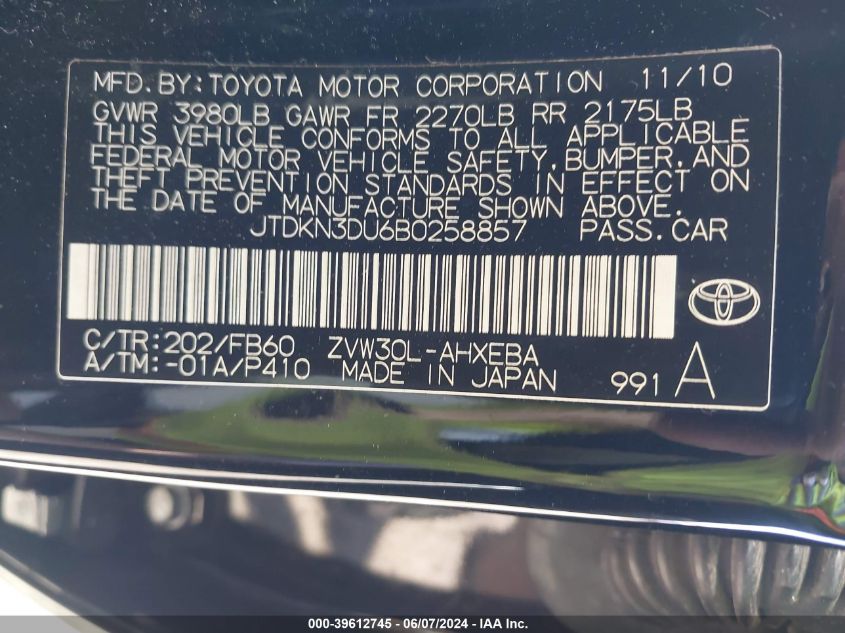 MFD.BY:TOYOTA MOTOR CORPORATION 11/10
GVWR 3980LB GAWR FR 2270LB RR 2175LB
THIS VEHICLE CONFORMS TO ALL APPLICABLE
FEDERAL MOTOR VEHICLE SAFETY,BUMPER,AND
THEFT PREVENTION STANDARDS IN EFFECT ON
THE DATE OF MANUFACTURE SHOWN ABOVE.
JTDKN3DU6B0258857 PASS.CAR
C/TR:202/FB60 ZVW30L-AHXEBA
A/TM:-01A/P410 MADE IN JAPAN 991 A
000-39612745 - 06/07/2024 - IAA Inc.